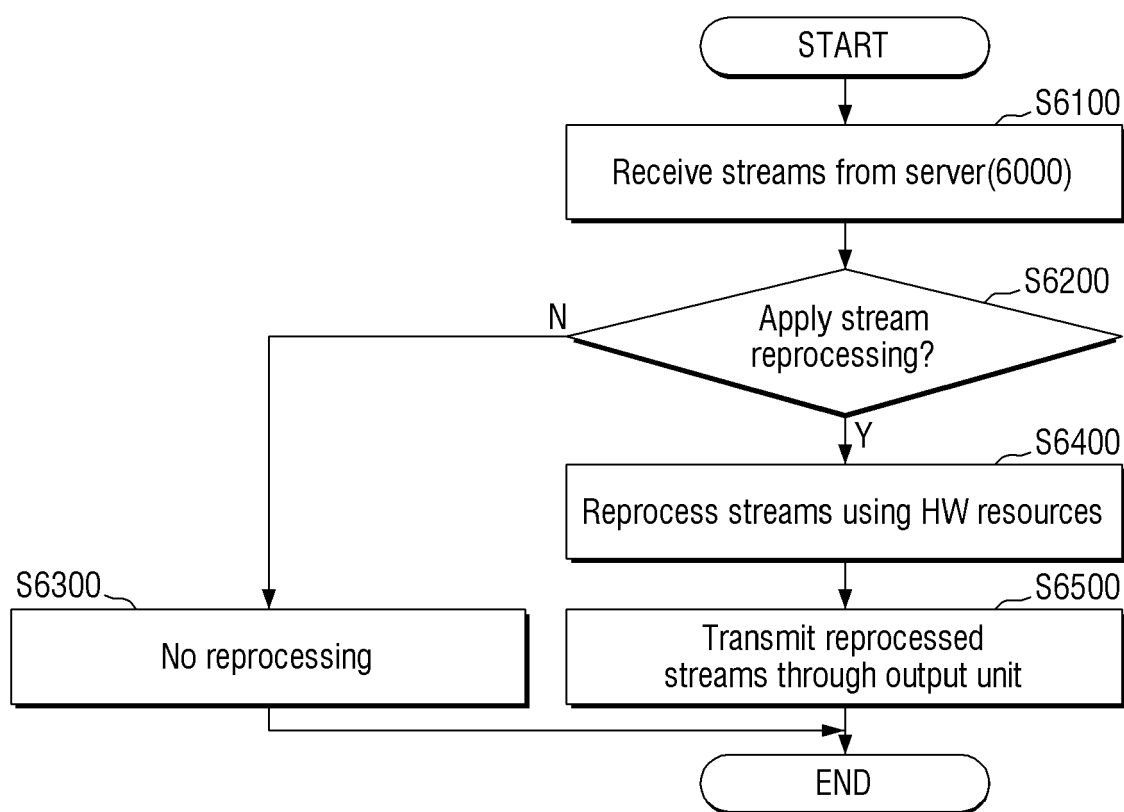 START
S6100
Receive streams from server(6000)
S6200
Apply stream
reprocessing?
N
Y
S6400
Reprocess streams using HW resources
S6300
No reprocessing
S6500
Transmit reprocessed
streams through output unit
END